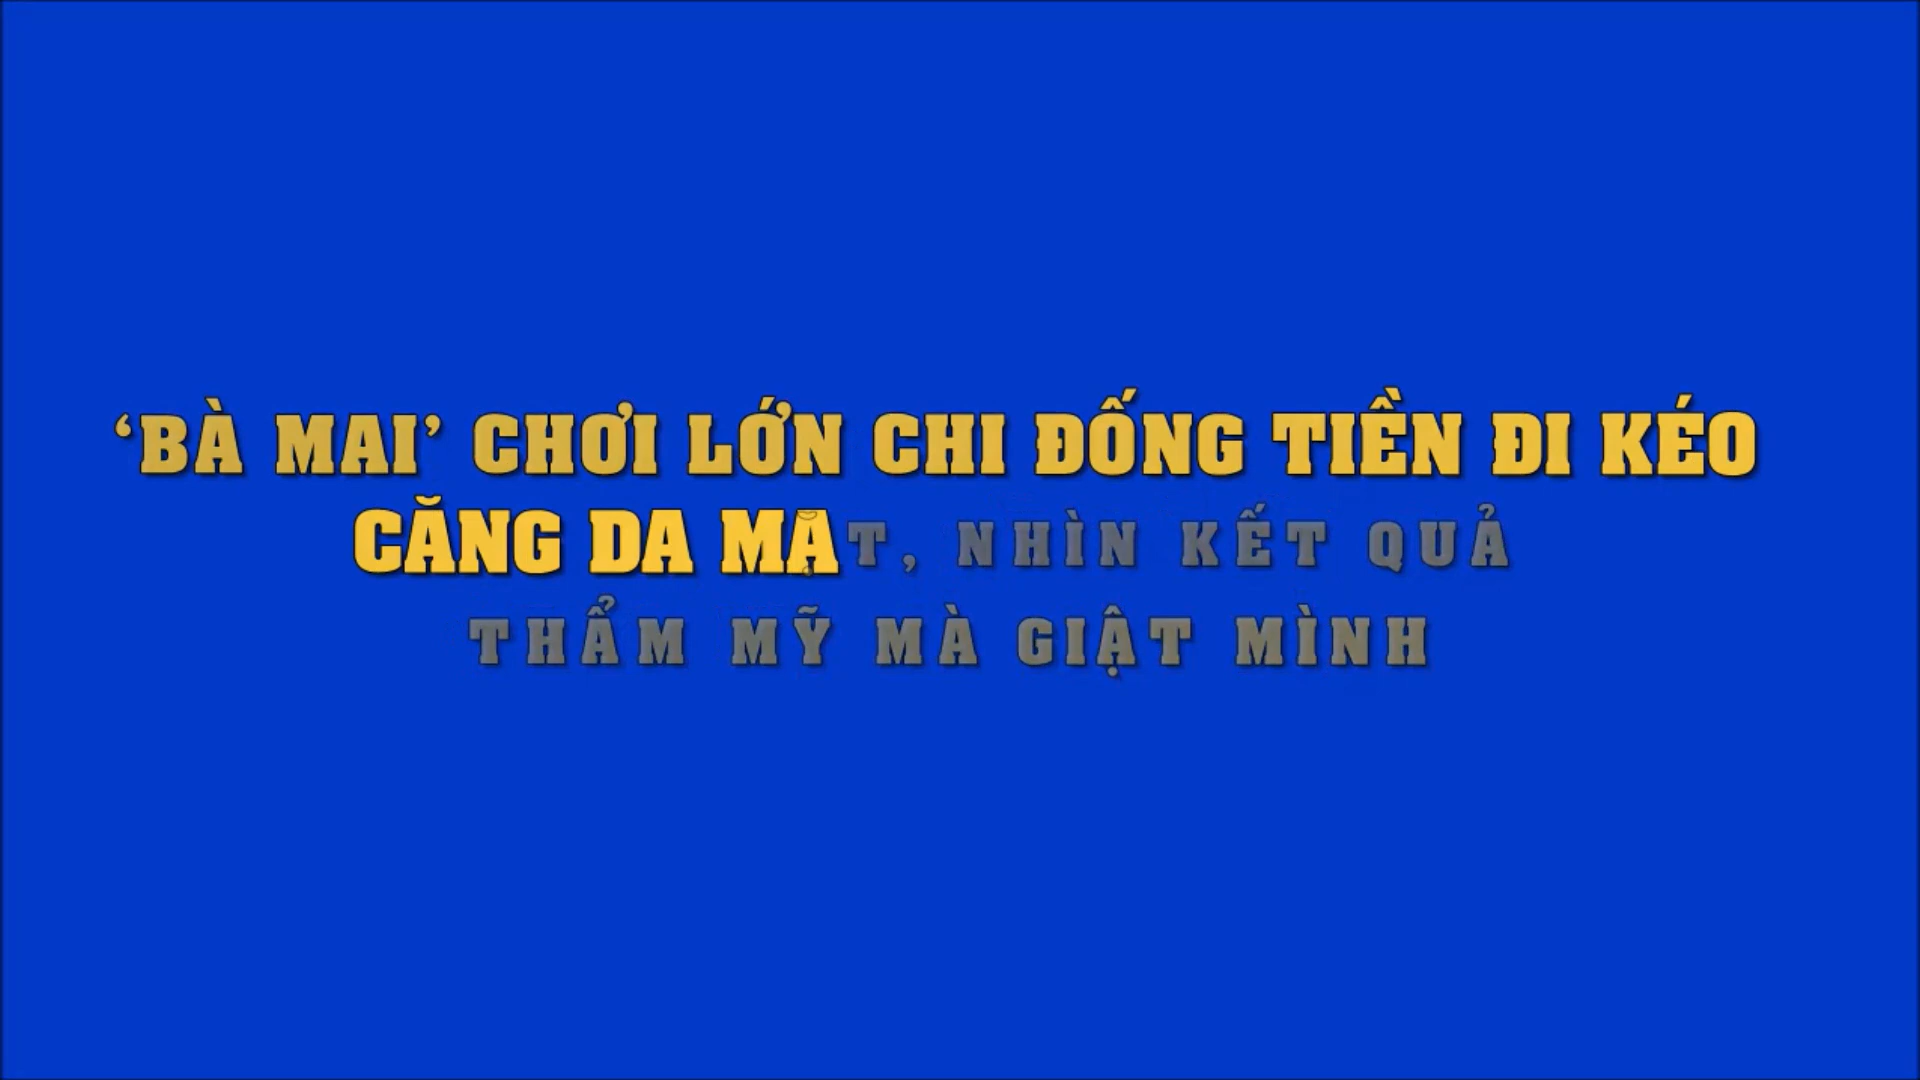 ‘BÀ MAI’ CHƠI LỚN CHI ĐỐNG TIỀN ĐI KÉO
CĂNG DA MẶT, NHÌN KẾT QUẢ
THẨM MỸ MÀ GIẬT MÌNH